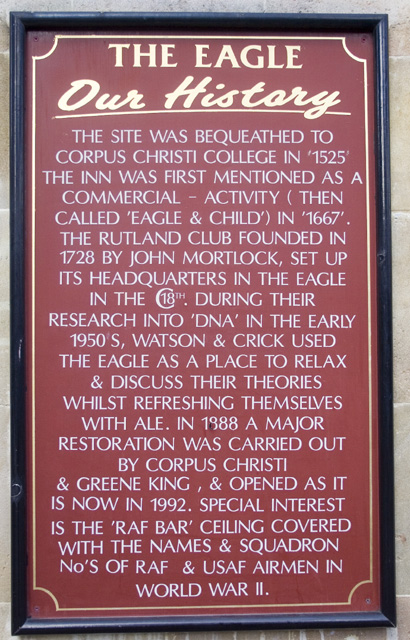 THE EAGLE
Our History
THE SITE WAS BEQUEATHED TO
CORPUS CHRISTI COLLEGE IN '1525'
THE INN WAS FIRST MENTIONED AS A
COMMERCIAL - ACTIVITY ( THEN
CALLED 'EAGLE & CHILD') IN '1667'.
THE RUTLAND CLUB FOUNDED IN
1728 BY JOHN MORTLOCK, SET UP
ITS HEADQUARTERS IN THE EAGLE
IN THE C18TH. DURING THEIR
RESEARCH INTO 'DNA' IN THE EARLY
1950'S, WATSON & CRICK USED
THE EAGLE AS A PLACE TO RELAX
& DISCUSS THEIR THEORIES
WHILST REFRESHING THEMSELVES
WITH ALE. IN 1888 A MAJOR
RESTORATION WAS CARRIED OUT
BY CORPUS CHRISTI
& GREENE KING , & OPENED AS IT
IS NOW IN 1992. SPECIAL INTEREST
IS THE 'RAF BAR' CEILING COVERED
WITH THE NAMES & SQUADRON
No'S OF RAF & USAF AIRMEN IN
WORLD WAR II.